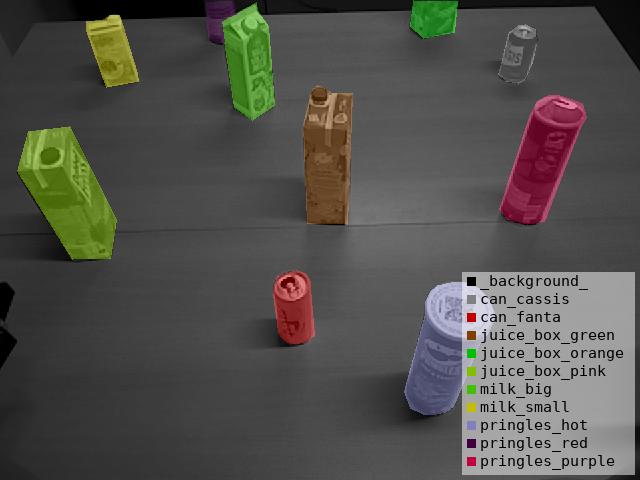 _background_
can_cassis
can_fanta
juice_box_green
juice_box_orange
juice_box_pink
milk_big
milk_small
pringles_hot
pringles_red
pringles_purple